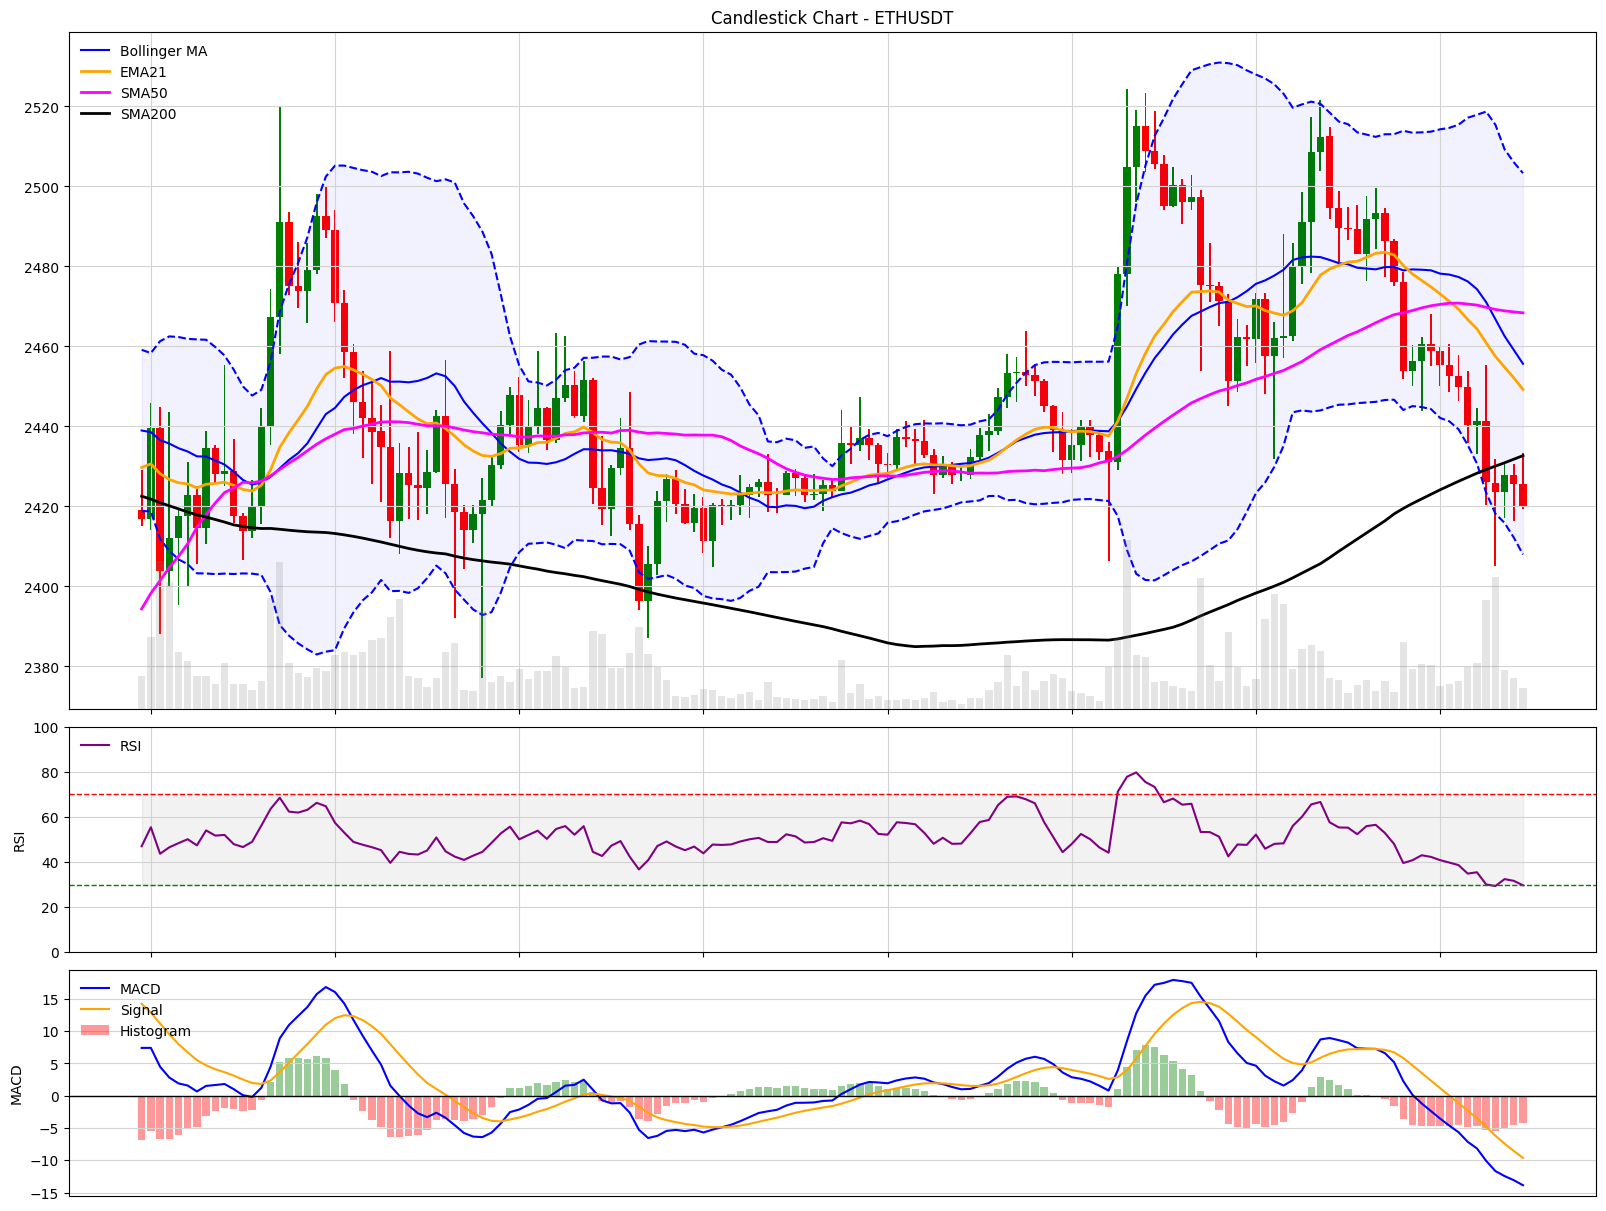 Candlestick Chart - ETHUSDT
Bollinger MA
EMA21
SMA50
SMA200
2520
2500
2480
2460
2440
2420
2400
2380
RSI
100
80
60
40
20
0
RSI
MACD
Signal
Histogram
15
10
5
0
−5
−10
−15
MACD